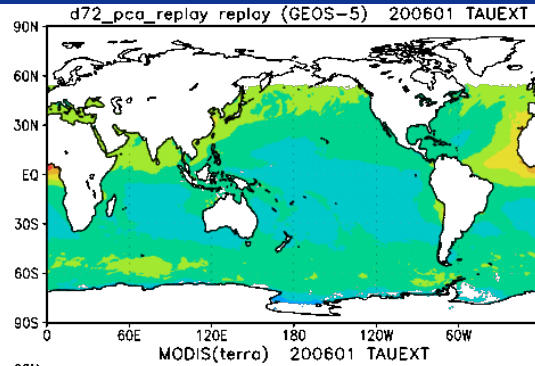 d72_pca_replay replay (GEOS-5) 200601 TAUEXT
90N
60N
30N
EQ
30S
60S
90S
0 60E 120E 180 120W 60W
MODIS(terra) 200601 TAUEXT